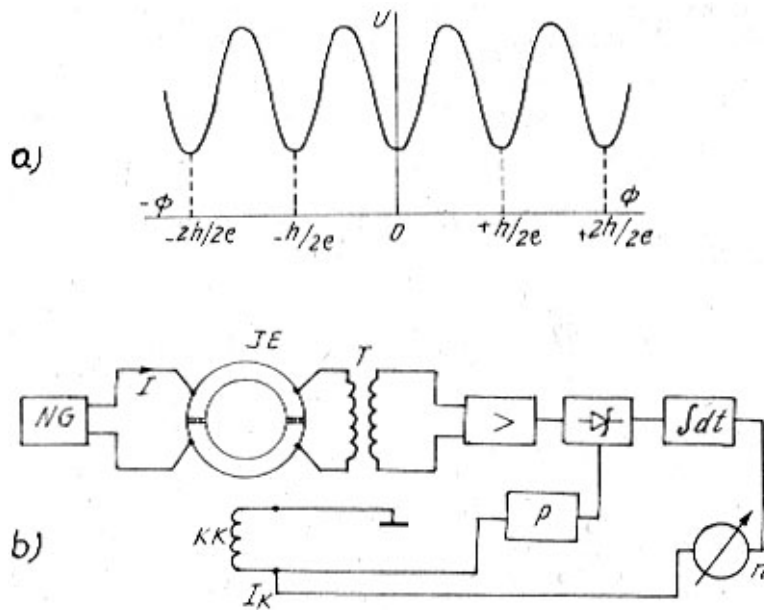 U
a)
-Φ
Φ
-2h/2e
-h/2e
0
+h/2e
+2h/2e
JE
T
NG
I
>
∫dt
p
KK
b)
I_K
n